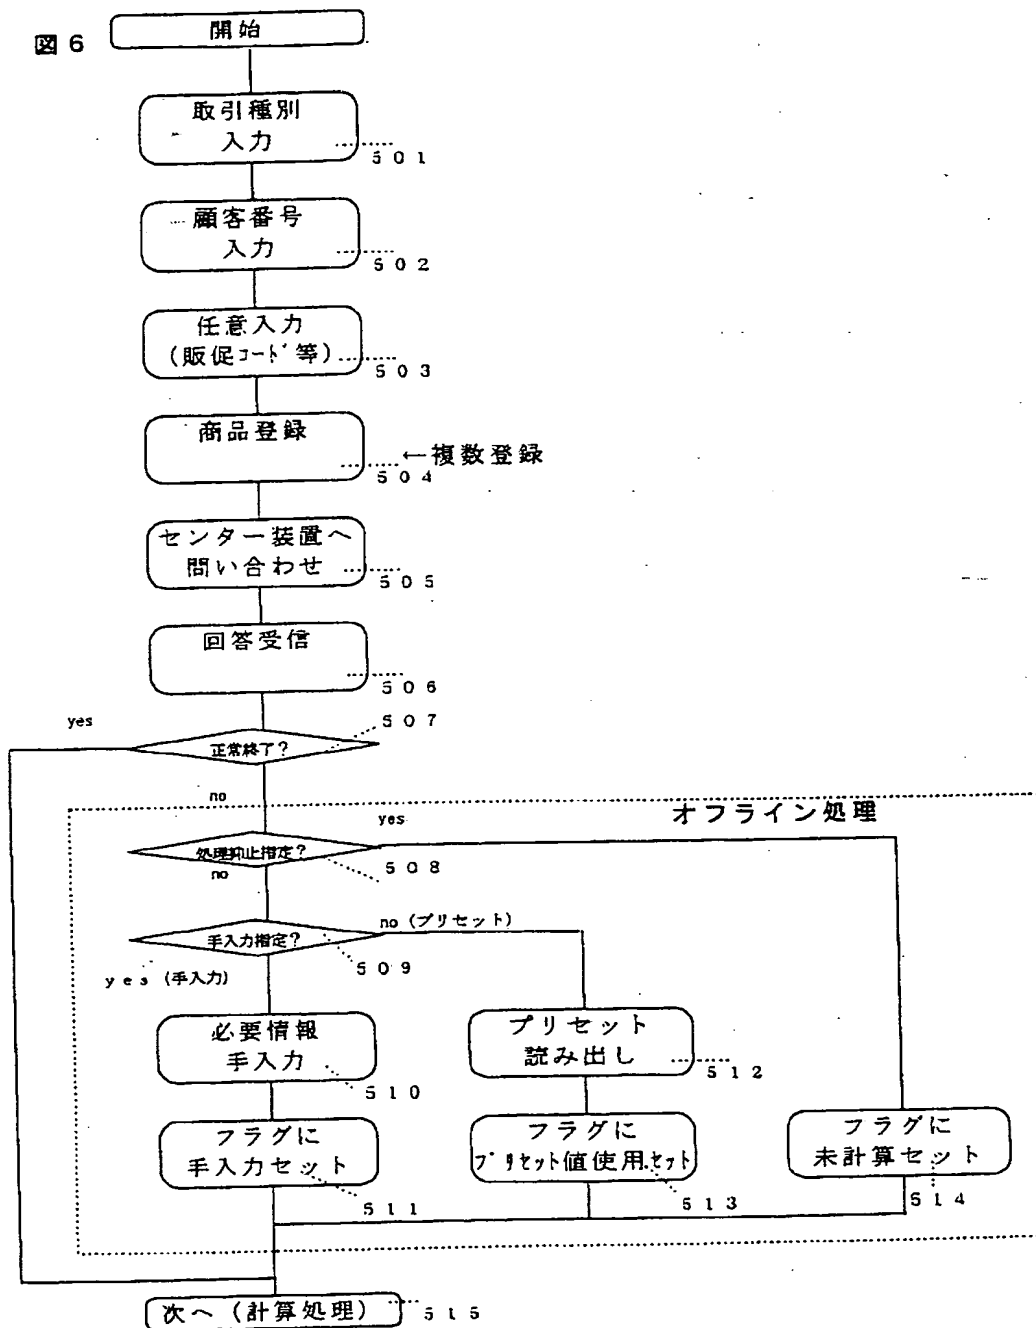 図6
開始
取引種別
入力
501
顧客番号
入力
502
任意入力
(販促コード等)
503
商品登録
←複数登録
504
センター装置へ
問い合わせ
505
回答受信
506
507
yes
正常終了?
no
オフライン処理
yes
処理抑止指定?
508
no
no (プリセット)
手入力指定?
509
yes (手入力)
必要情報
手入力
510
プリセット
読み出し
512
フラグに
手入力セット
511
フラグに
プリセット値使用セット
513
フラグに
未計算セット
514
次へ (計算処理)
515